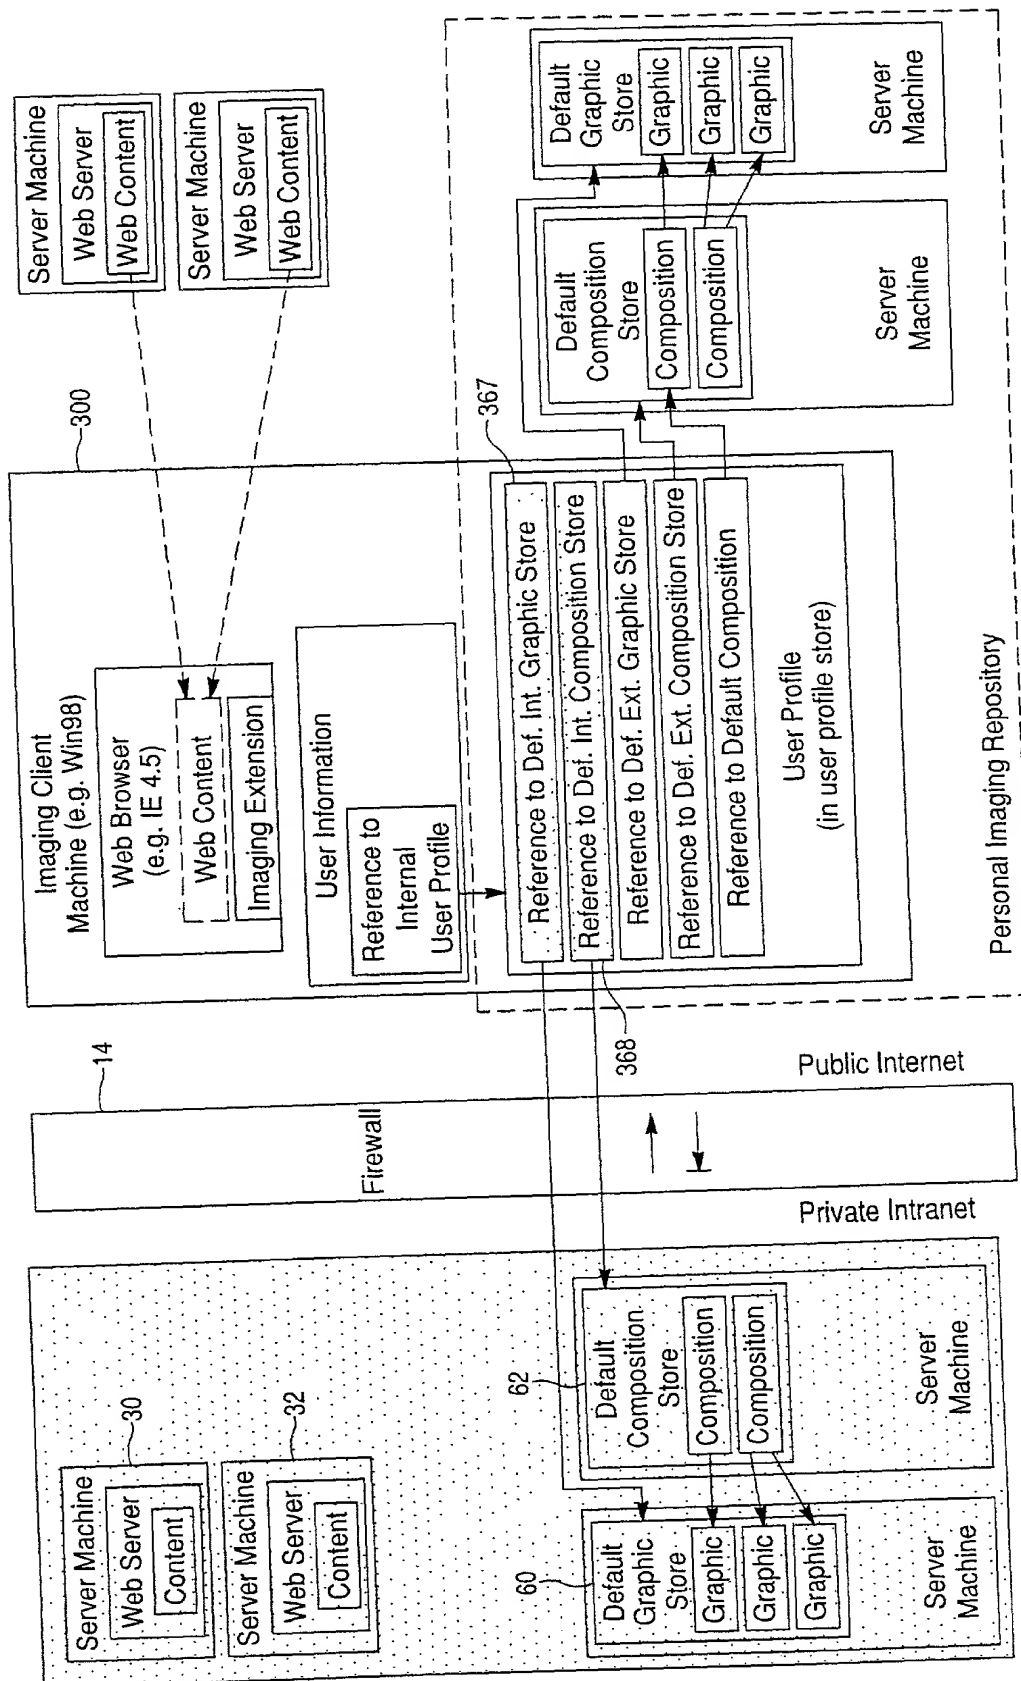 Server Machine
Web Server
Content
30
Server Machine
Web Server
Content
32
60
Default
Graphic
Store
Graphic
Graphic
Graphic
Server
Machine
62
Default
Composition
Store
Composition
Composition
Server
Machine
Private Intranet
Firewall
14
Public Internet
Imaging Client
Machine (e.g. Win98)
300
Web Browser
(e.g. IE 4.5)
Web Content
Imaging Extension
User Information
Reference to
Internal
User Profile
367
Reference to Def. Int. Graphic Store
Reference to Def. Int. Composition Store
Reference to Def. Ext. Graphic Store
Reference to Def. Ext. Composition Store
Reference to Default Composition
User Profile
(in user profile store)
368
Personal Imaging Repository
Server Machine
Web Server
Web Content
Server Machine
Web Server
Web Content
Default
Composition
Store
Composition
Composition
Server
Machine
Default
Graphic
Store
Graphic
Graphic
Graphic
Server
Machine